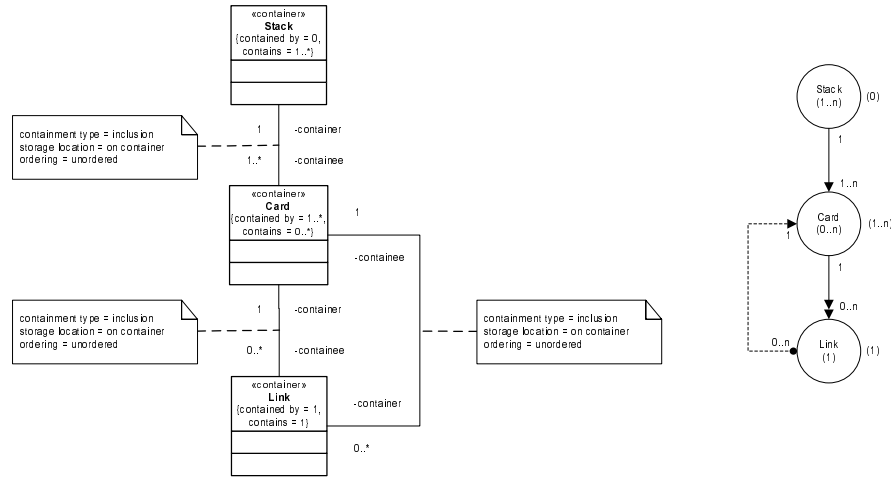 «container»
Stack
{contained by = 0,
contains = 1..*}
containment type = inclusion
storage location = on container
ordering = unordered
1
-container
1..*
-containee
«container»
Card
{contained by = 1..*,
contains = 0..*}
1
-containee
containment type = inclusion
storage location = on container
ordering = unordered
1
-container
0..*
-containee
containment type = inclusion
storage location = on container
ordering = unordered
«container»
Link
{contained by = 1,
contains = 1}
-container
0..*
Stack
(1..n)
(0)
1
1..n
Card
(0..n)
(1..n)
1
1
0..n
0..n
Link
(1)
(1)